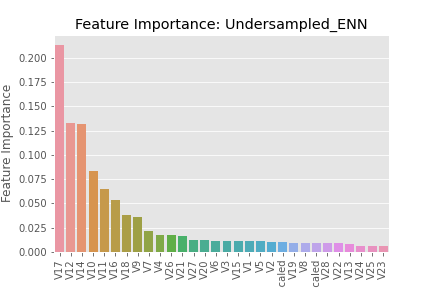 Feature Importance: Undersampled_ENN
Feature Importance
0.200
0.175
0.150
0.125
0.100
0.075
0.050
0.025
0.000
V17
V12
V14
V10
V11
V16
V18
V9
V7
V4
V26
V21
V27
V20
V6
V3
V15
V1
V5
V2
caled
V19
V8
caled
V28
V22
V13
V24
V25
V23